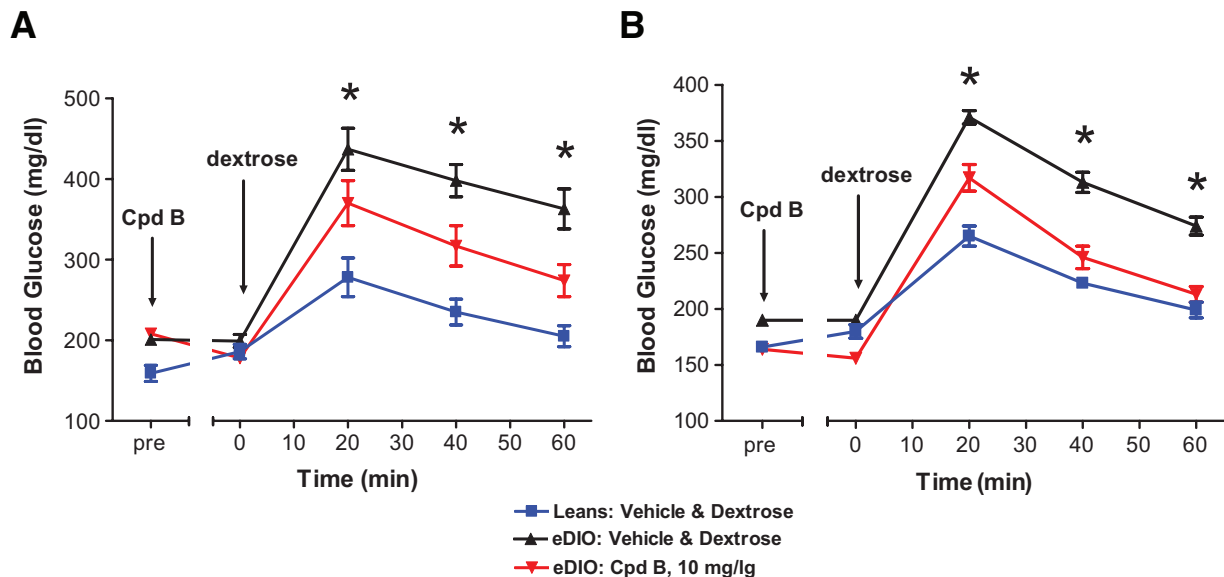 A
B
Blood Glucose (mg/dl)
500
400
300
200
100
Cpd B
dextrose
*
*
*
pre
0
10
20
30
40
50
60
Time (min)
Blood Glucose (mg/dl)
400
350
300
250
200
150
100
Cpd B
dextrose
*
*
*
pre
0
10
20
30
40
50
60
Time (min)
Leans: Vehicle & Dextrose
eDIO: Vehicle & Dextrose
eDIO: Cpd B, 10 mg/lg